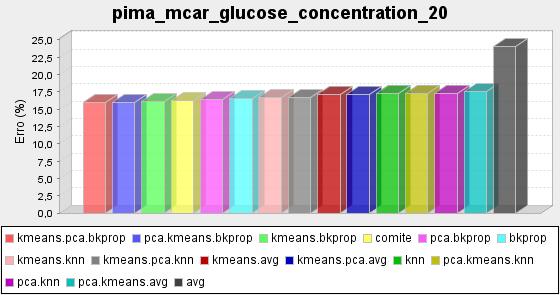 pima_mcar_glucose_concentration_20
25,0
22,5
20,0
17,5
15,0
12,5
10,0
7,5
5,0
2,5
0,0
Erro (%)
kmeans.pca.bkprop pca.kmeans.bkprop kmeans.bkprop comite pca.bkprop bkprop
kmeans.knn kmeans.pca.knn kmeans.avg kmeans.pca.avg knn pca.kmeans.knn
pca.knn pca.kmeans.avg avg